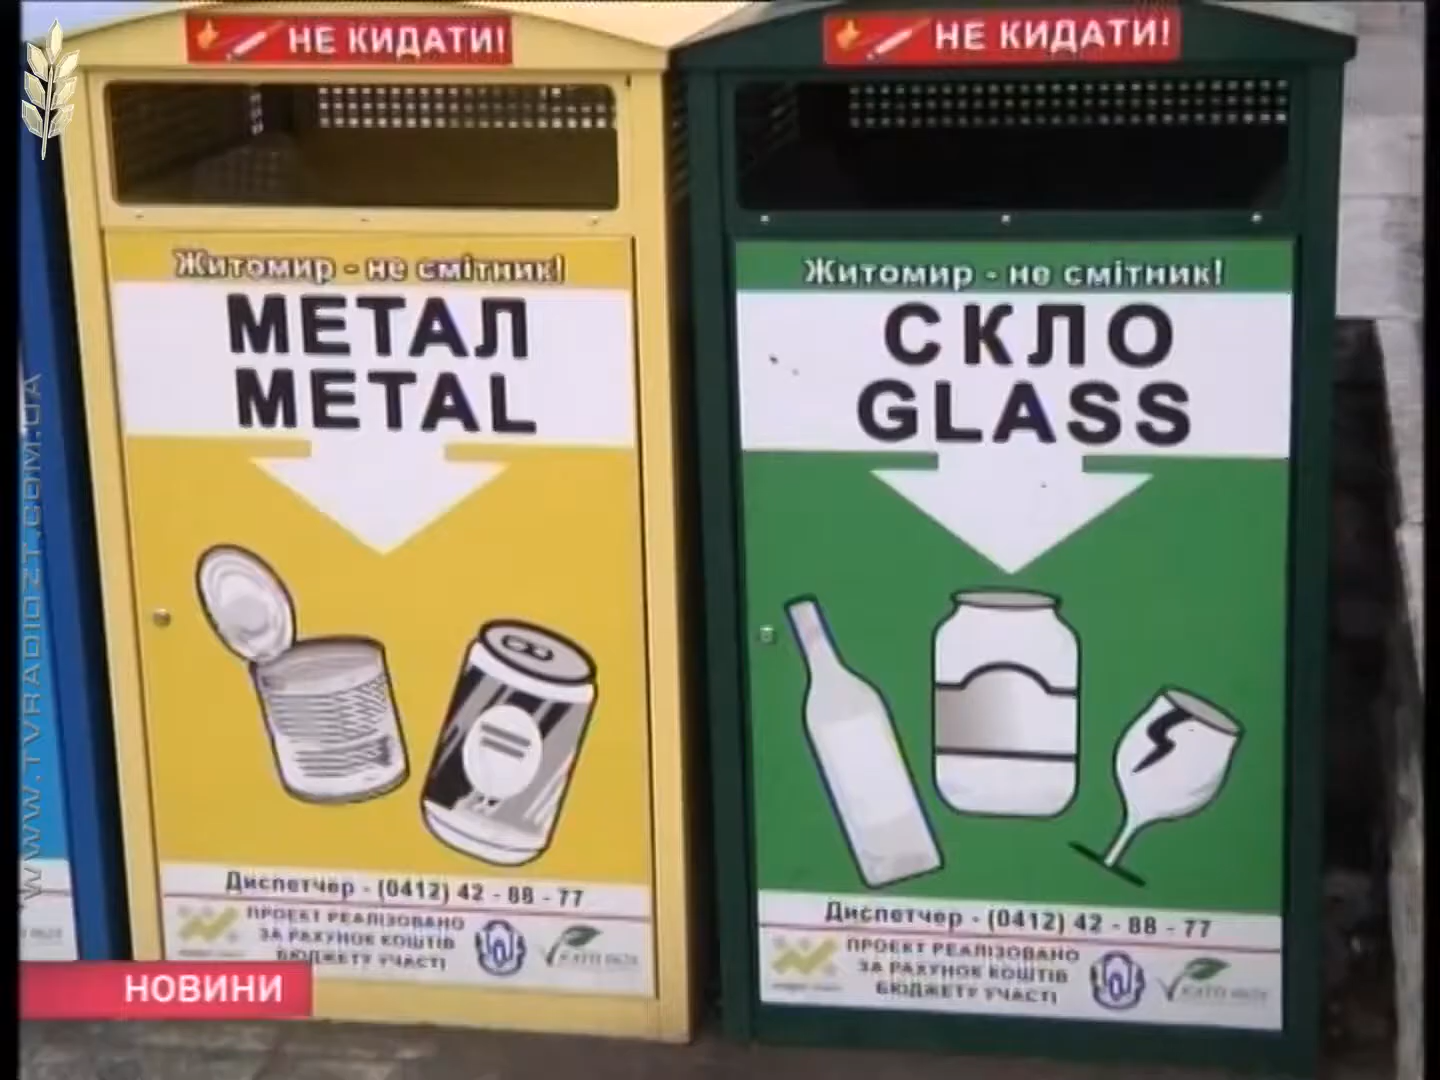 НЕ КИДАТИ!
Житомир - не смітник!
МЕТАЛ
METAL
Диспетчер - (0412) 42 - 88 - 77
ПРОЕКТ РЕАЛІЗОВАНО
ЗА РАХУНОК КОШТІВ
БЮДЖЕТУ УЧАСТІ
НЕ КИДАТИ!
Житомир - не смітник!
СКЛО
GLASS
Диспетчер - (0412) 42 - 88 - 77
ПРОЕКТ РЕАЛІЗОВАНО
ЗА РАХУНОК КОШТІВ
БЮДЖЕТУ УЧАСТІ
WWW.TVRADIOZT.COM.UA
НОВИНИ